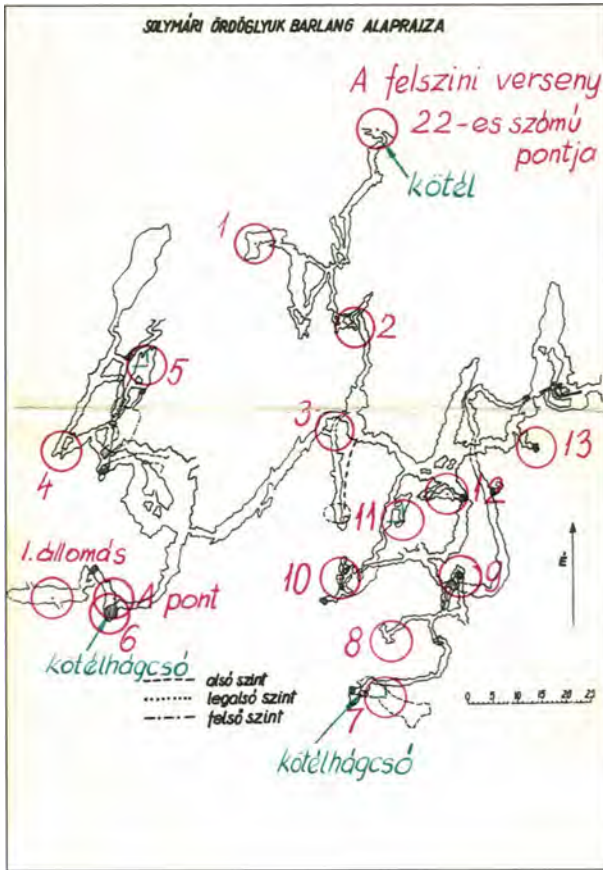 SOLYMÁRI ÖRDÖGLYUK BARLANG ALAPRAJZA
A felszini verseny
22-es számú
pontja
kötél
1
2
5
3
4
13
12
11
I. állomás
10
9
A pont
6
8
kötélhágcsó
alsó szint
legalsó szint
felső szint
7
0 5 10 15 20 25
kötélhágcsó